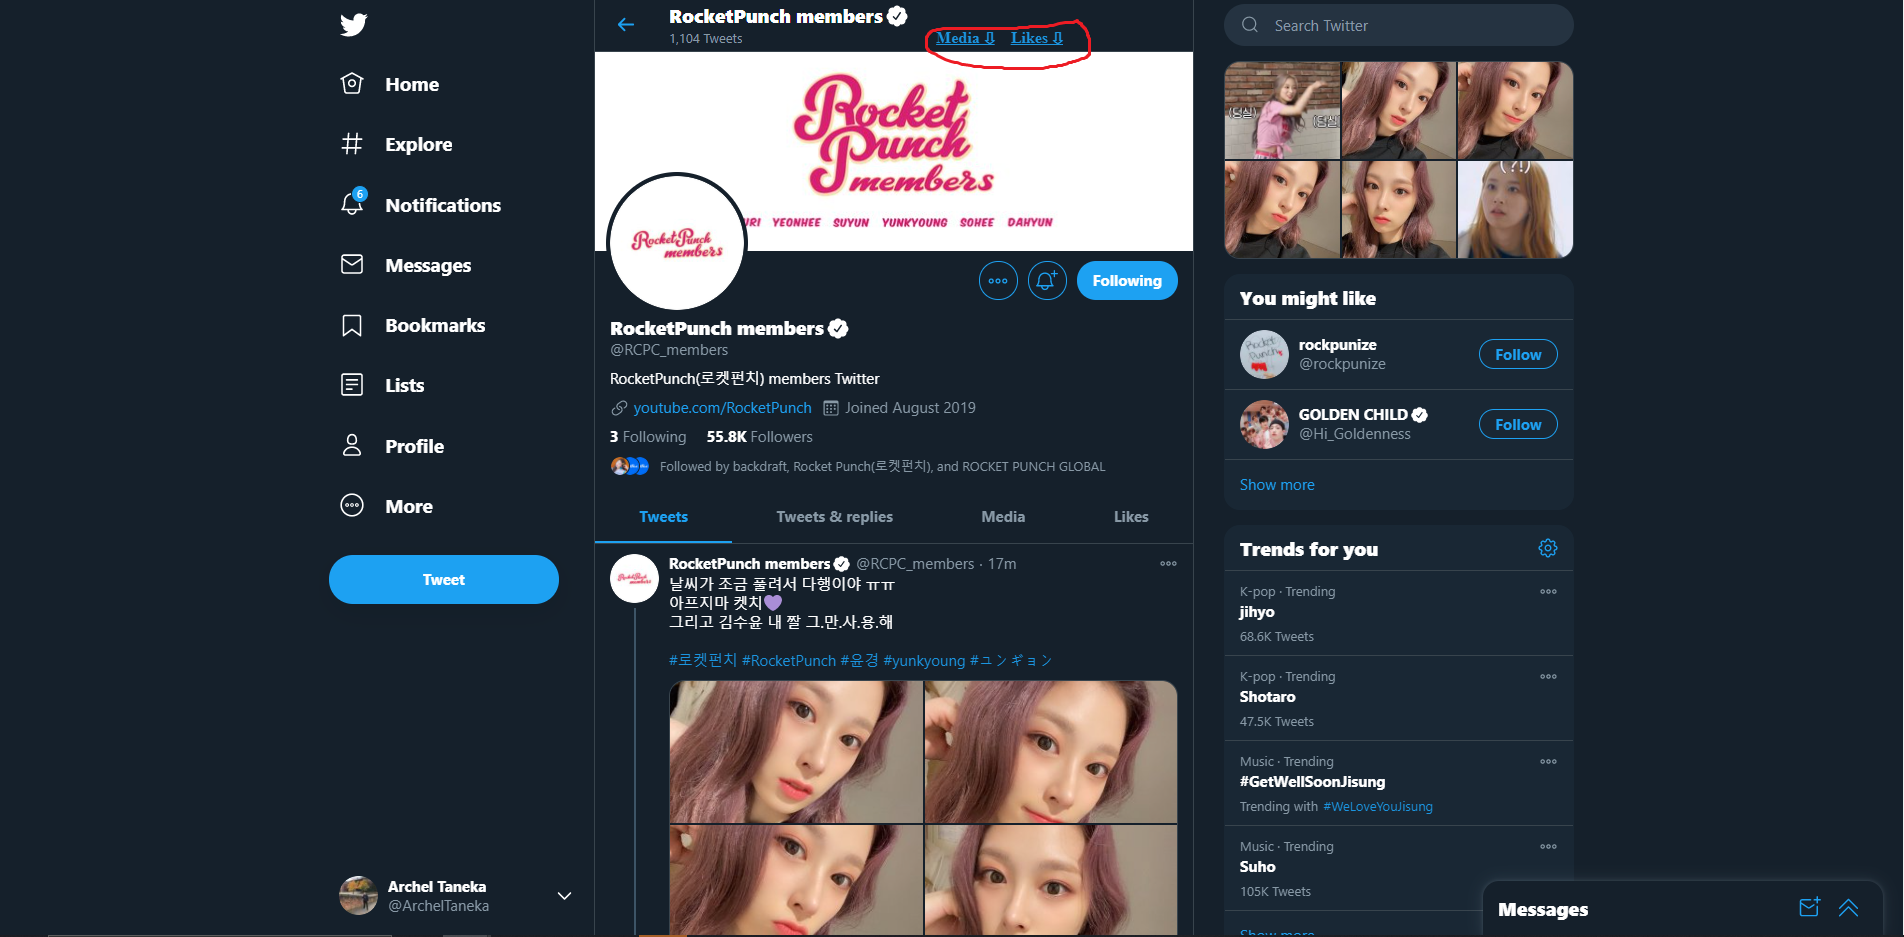 Home
Explore
6
Notifications
Messages
Bookmarks
Lists
Profile
More
Tweet
Archel Taneka
@ArchelTaneka
RocketPunch members
1,104 Tweets
Media ⇩ Likes ⇩
Rocket
Punch
members
YEONHEE SUYUN YUNKYOUNG SOHEE DAHYUN
RocketPunch
members
Following
RocketPunch members
@RCPC_members
RocketPunch(로켓펀치) members Twitter
youtube.com/RocketPunch Joined August 2019
3 Following 55.8K Followers
Followed by backdraft, Rocket Punch(로켓펀치), and ROCKET PUNCH GLOBAL
Tweets Tweets & replies Media Likes
RocketPunch members @RCPC_members · 17m
날씨가 조금 풀려서 다행이야 ㅠㅠ
아프지마 켓치💜
그리고 김수윤 내 짤 그.만.사.용.해
#로켓펀치 #RocketPunch #윤경 #yunkyoung #ユンギョン
Search Twitter
(덩실)
(?!)
You might like
rockpunize
@rockpunize
Follow
GOLDEN CHILD
@Hi_Goldenness
Follow
Show more
Trends for you
K-pop · Trending
jihyo
68.6K Tweets
K-pop · Trending
Shotaro
47.5K Tweets
Music · Trending
#GetWellSoonJisung
Trending with #WeLoveYouJisung
Music · Trending
Suho
105K Tweets
Show more
Messages